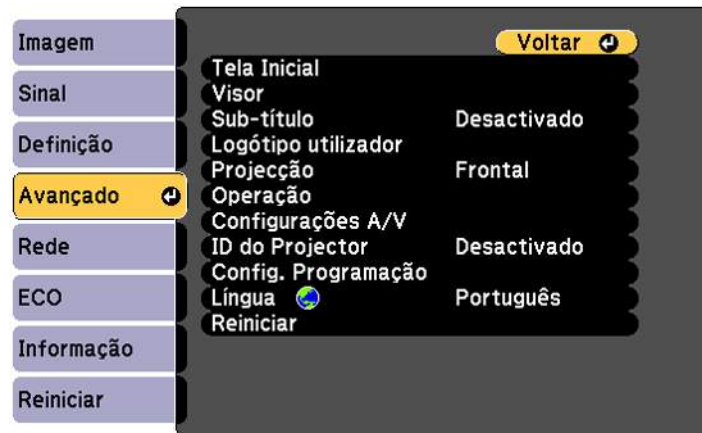 Imagem
Sinal
Definição
Avançado
Rede
ECO
Informação
Reiniciar
Voltar
Tela Inicial
Visor
Sub-título Desactivado
Logótipo utilizador
Projecção Frontal
Operação
Configurações A/V
ID do Projector Desactivado
Config. Programação
Língua Português
Reiniciar